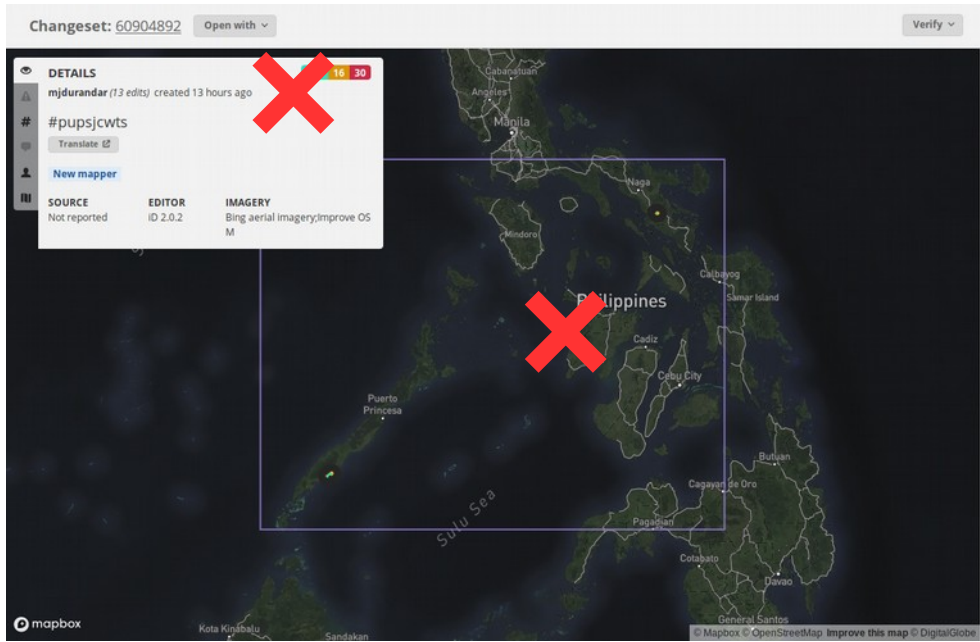 Changeset: 60904892
Open with
Verify
DETAILS
16 30
mjdurandar (13 edits) created 13 hours ago
#pupsjcwts
Translate
New mapper
SOURCE EDITOR IMAGERY
Not reported iD 2.0.2 Bing aerial imagery;Improve OS
M
Cabanatuan
Angeles
Manila
Naga
Mindoro
Calbayog
Samar Island
Philippines
Cadiz
Cebu City
Puerto
Princesa
Butuan
Cagayan de Oro
Sulu Sea
Pagadian
Cotabato
Davao
General Santos
mapbox
Kota Kinabalu
Sandakan
© Mapbox © OpenStreetMap Improve this map © DigitalGlobe